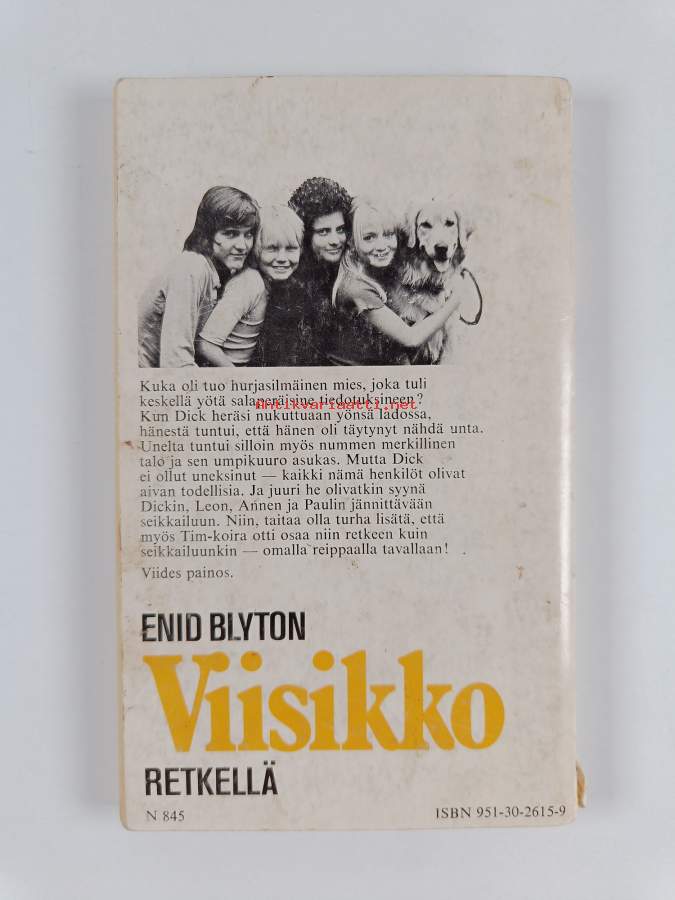 Kuka oli tuo hurjasilmäinen mies, joka tuli
keskellä yötä salaperäisine tiedotuksineen?
Antikvariaatti.net
Kun Dick heräsi nukuttuaan yönsä ladossa,
hänestä tuntui, että hänen oli täytynyt nähdä unta.
Unelta tuntui silloin myös nummen merkillinen
talo ja sen umpikuuro asukas. Mutta Dick
ei ollut uneksinut — kaikki nämä henkilöt olivat
aivan todellisia. Ja juuri he olivatkin syynä
Dickin, Leon, Annen ja Paulin jännittävään
seikkailuun. Niin, taitaa olla turha lisätä, että
myös Tim-koira otti osaa niin retkeen kuin
seikkailuunkin — omalla reippaalla tavallaan!
Viides painos.
ENID BLYTON
Viisikko
RETKELLÄ
N 845
ISBN 951-30-2615-9